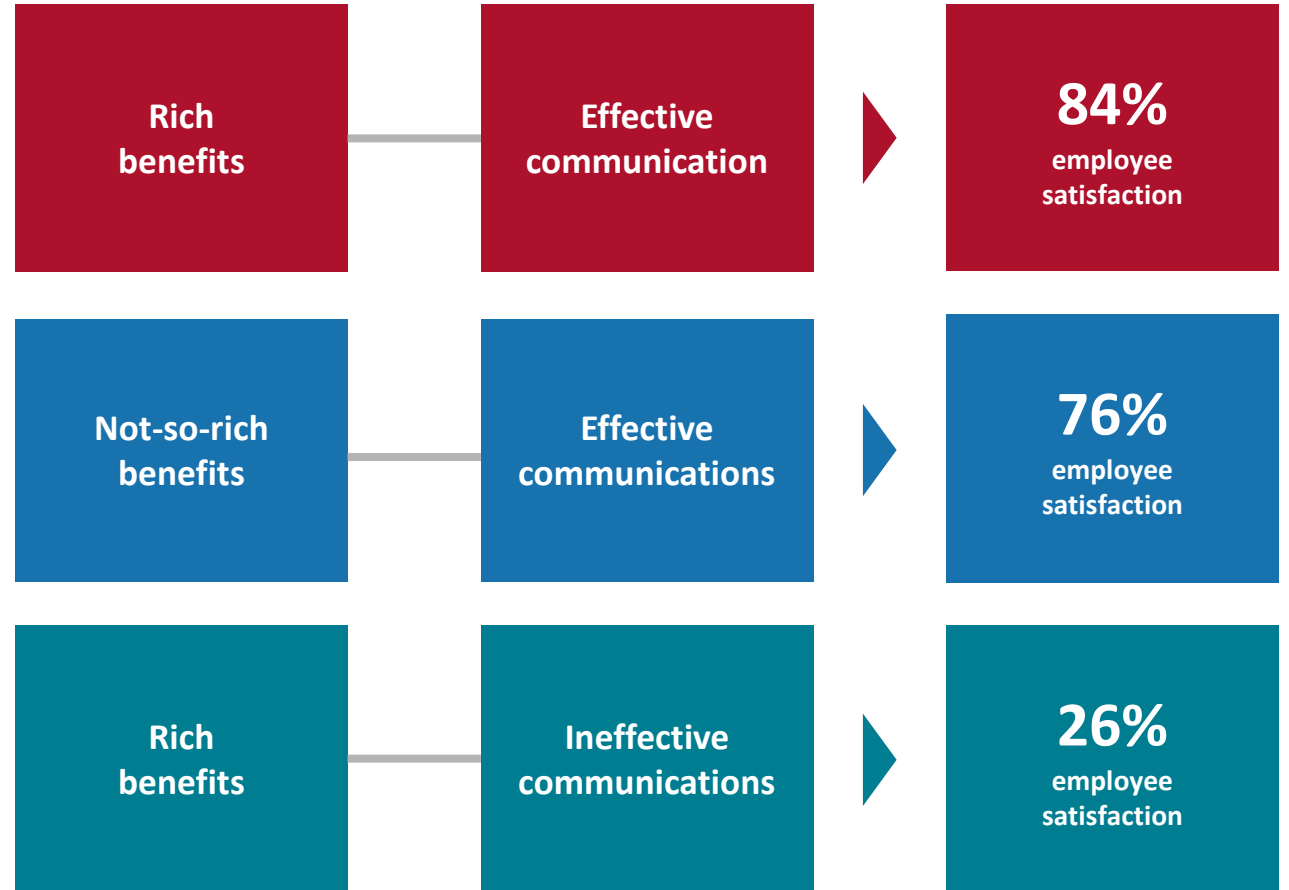 Rich
benefits
Effective
communication
84%
employee
satisfaction
Not-so-rich
benefits
Effective
communications
76%
employee
satisfaction
Rich
benefits
Ineffective
communications
26%
employee
satisfaction